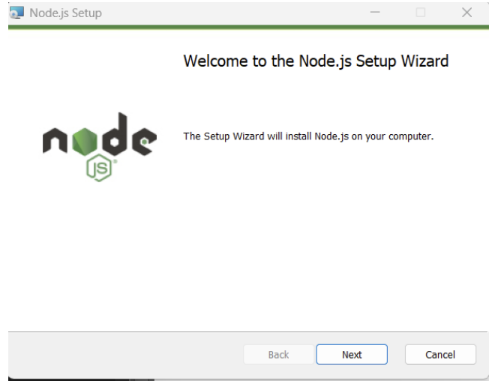 Node.js Setup
Welcome to the Node.js Setup Wizard
node
JS
The Setup Wizard will install Node.js on your computer.
Back
Next
Cancel